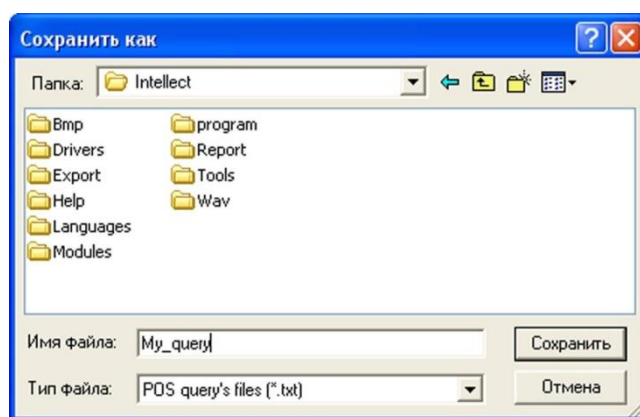 Сохранить как
Папка: Intellect
Bmp program
Drivers Report
Export Tools
Help Wav
Languages
Modules
Имя файла: My_query Сохранить
Тип файла: POS query's files (*.txt) Отмена